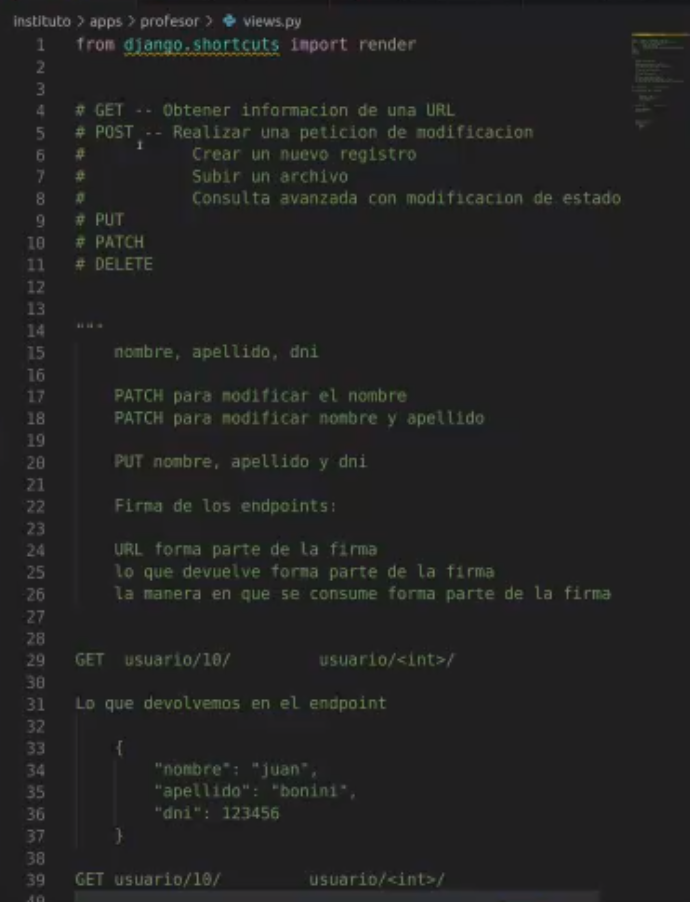 instituto > apps > profesor > views.py
1 from django.shortcuts import render
2
3
4 # GET -- Obtener informacion de una URL
5 # POST -- Realizar una peticion de modificacion
6 # Crear un nuevo registro
7 # Subir un archivo
8 # Consulta avanzada con modificacion de estado
9 # PUT
10 # PATCH
11 # DELETE
12
13
14 """
15 nombre, apellido, dni
16
17 PATCH para modificar el nombre
18 PATCH para modificar nombre y apellido
19
20 PUT nombre, apellido y dni
21
22 Firma de los endpoints:
23
24 URL forma parte de la firma
25 lo que devuelve forma parte de la firma
26 la manera en que se consume forma parte de la firma
27
28
29 GET usuario/10/ usuario/<int>/
30
31 Lo que devolvemos en el endpoint
32
33 {
34 "nombre": "juan",
35 "apellido": "bonini",
36 "dni": 123456
37 }
38
39 GET usuario/10/ usuario/<int>/